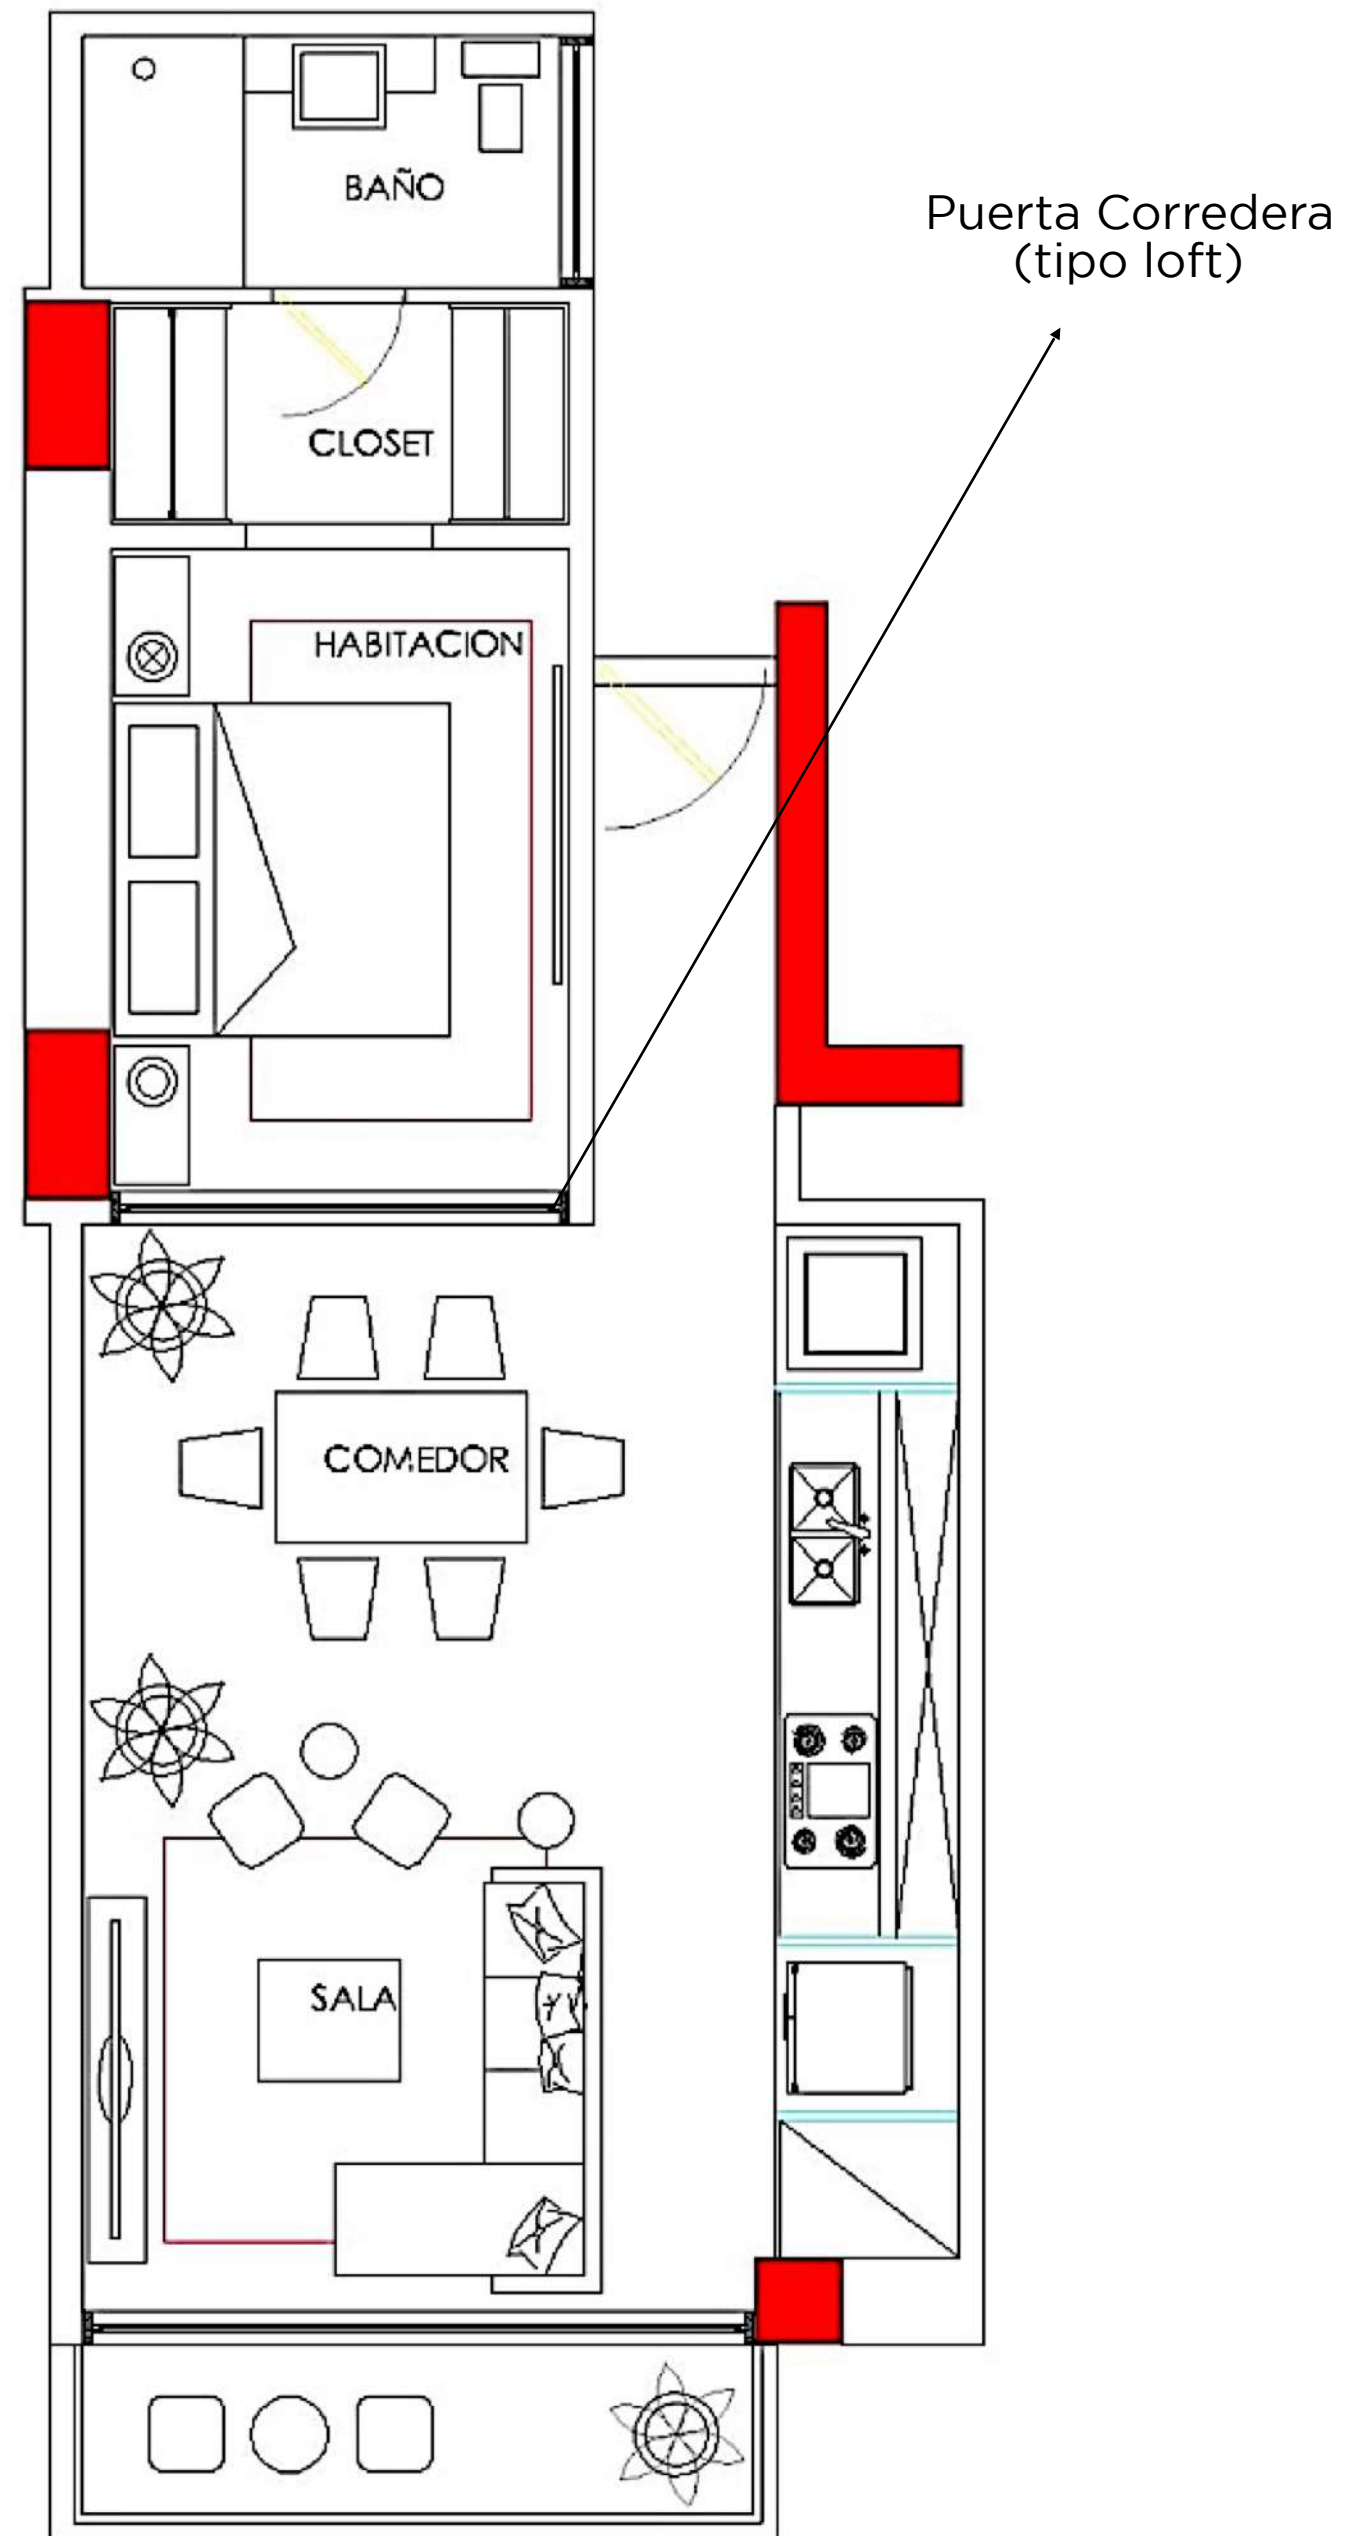 BAÑO
Puerta Corredera
(tipo loft)
CLOSET
HABITACION
COMEDOR
SALA